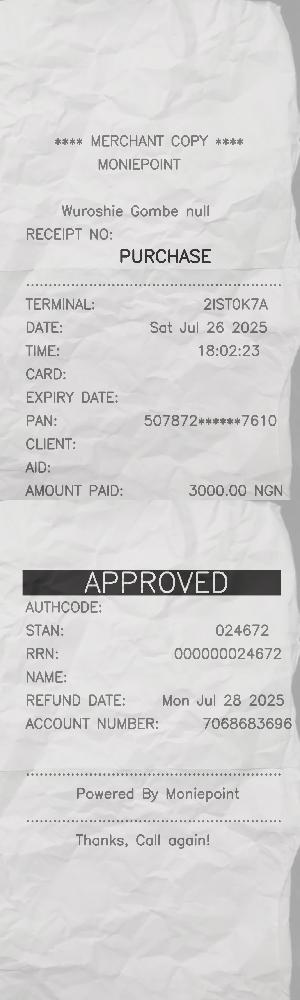 **** MERCHANT COPY ****
MONIEPOINT
Wuroshie Gombe null
RECEIPT NO:
PURCHASE
TERMINAL: 2IST0K7A
DATE: Sat Jul 26 2025
TIME: 18:02:23
CARD:
EXPIRY DATE:
PAN: 507872******7610
CLIENT:
AID:
AMOUNT PAID: 3000.00 NGN
APPROVED
AUTHCODE:
STAN: 024672
RRN: 000000024672
NAME:
REFUND DATE: Mon Jul 28 2025
ACCOUNT NUMBER: 7068683696
Powered By Moniepoint
Thanks, Call again!